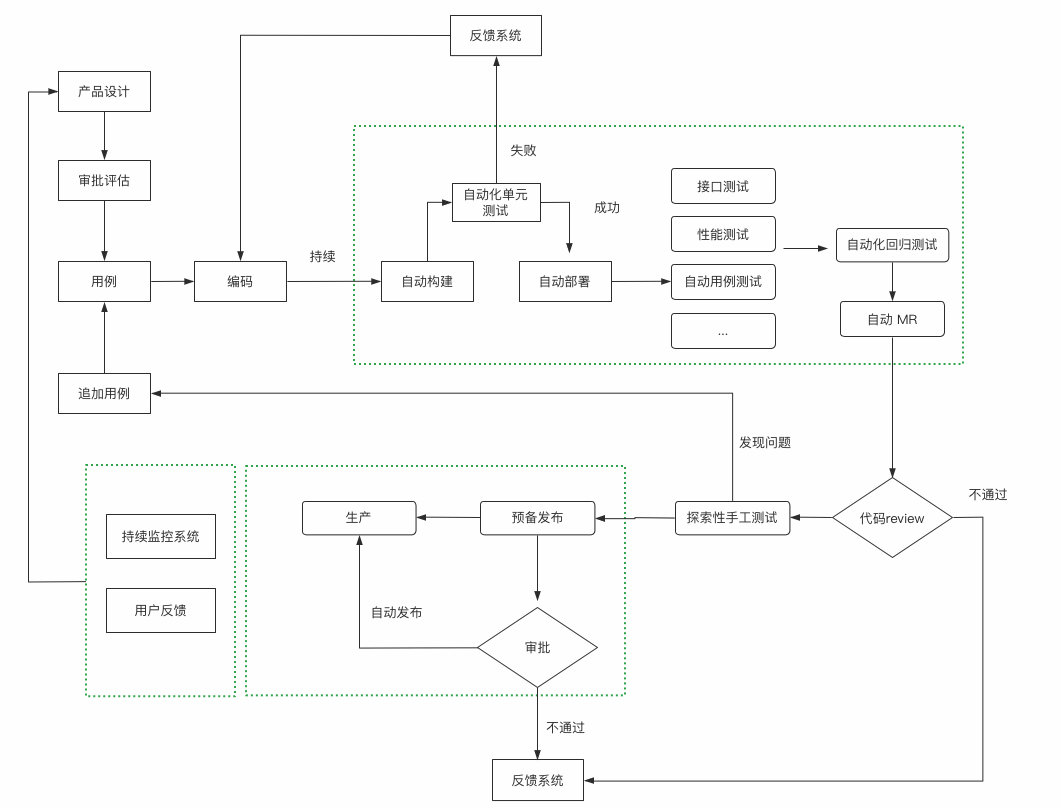 反馈系统
产品设计
审批评估
用例
编码
持续
失败
自动化单元
测试
成功
自动构建
自动部署
接口测试
性能测试
自动用例测试
...
自动化回归测试
自动 MR
追加用例
发现问题
不通过
持续监控系统
用户反馈
生产
预备发布
探索性手工测试
代码review
自动发布
审批
不通过
反馈系统